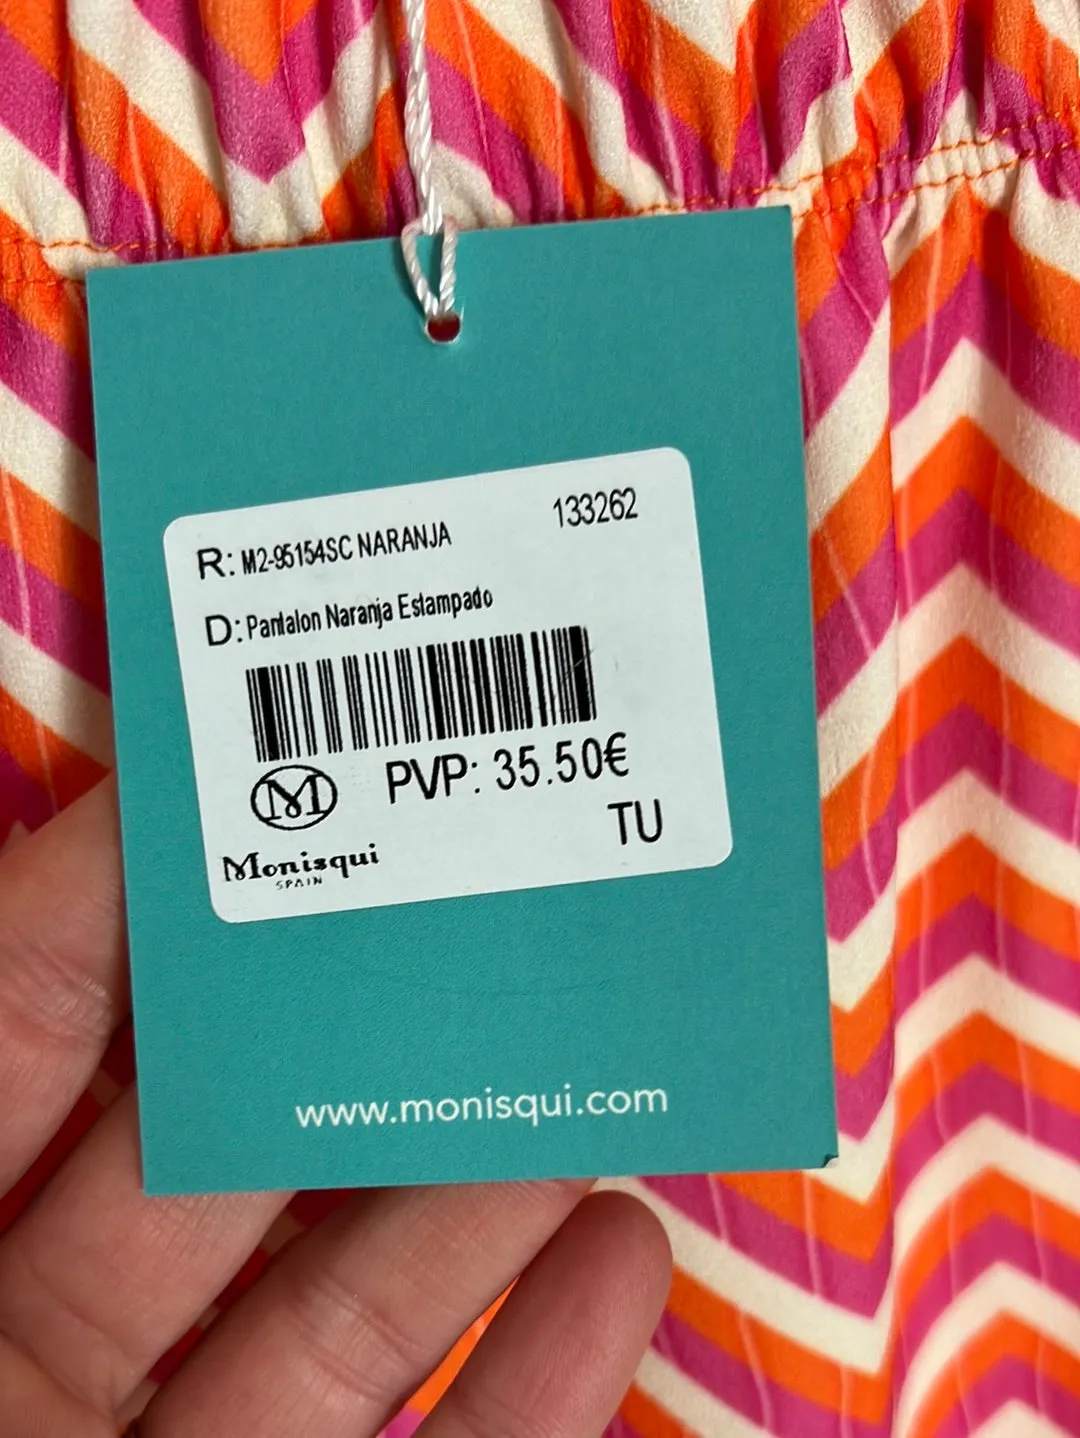 133262
R: M2-95154SC NARANJA
D: Pantalon Naranja Estampado
M
PVP: 35.50€
TU
Monisqui
SPAIN
www.monisqui.com